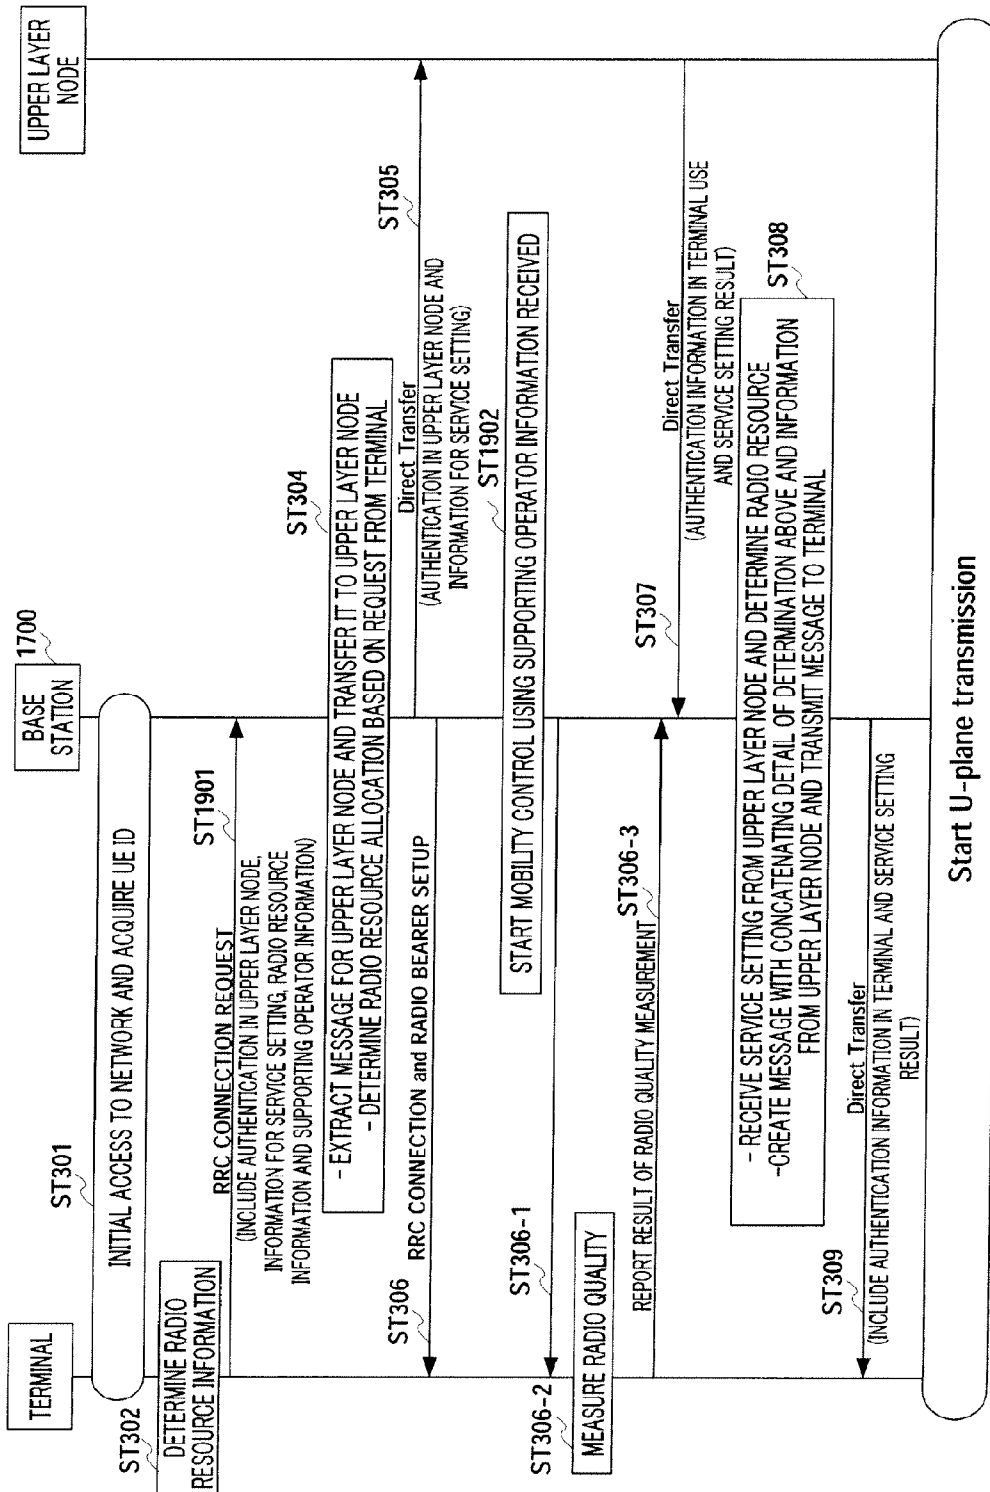 TERMINAL
BASE
STATION
1700
UPPER LAYER
NODE
ST301
INITIAL ACCESS TO NETWORK AND ACQUIRE UE ID
ST302
DETERMINE RADIO
RESOURCE INFORMATION
RRC CONNECTION REQUEST
ST1901
(INCLUDE AUTHENTICATION IN UPPER LAYER NODE,
INFORMATION FOR SERVICE SETTING, RADIO RESOURCE
INFORMATION AND SUPPORTING OPERATOR INFORMATION)
ST304
- EXTRACT MESSAGE FOR UPPER LAYER NODE AND TRANSFER IT TO UPPER LAYER NODE
- DETERMINE RADIO RESOURCE ALLOCATION BASED ON REQUEST FROM TERMINAL
Direct Transfer
ST305
(AUTHENTICATION IN UPPER LAYER NODE AND
INFORMATION FOR SERVICE SETTING)
ST306
RRC CONNECTION and RADIO BEARER SETUP
ST1902
START MOBILITY CONTROL USING SUPPORTING OPERATOR INFORMATION RECEIVED
ST306-1
ST306-2
MEASURE RADIO QUALITY
REPORT RESULT OF RADIO QUALITY MEASUREMENT
ST306-3
ST307
Direct Transfer
(AUTHENTICATION INFORMATION IN TERMINAL USE
AND SERVICE SETTING RESULT)
ST308
- RECEIVE SERVICE SETTING FROM UPPER LAYER NODE AND DETERMINE RADIO RESOURCE
-CREATE MESSAGE WITH CONCATENATING DETAIL OF DETERMINATION ABOVE AND INFORMATION
FROM UPPER LAYER NODE AND TRANSMIT MESSAGE TO TERMINAL
ST309
Direct Transfer
(INCLUDE AUTHENTICATION INFORMATION IN TERMINAL AND SERVICE SETTING
RESULT)
Start U-plane transmission